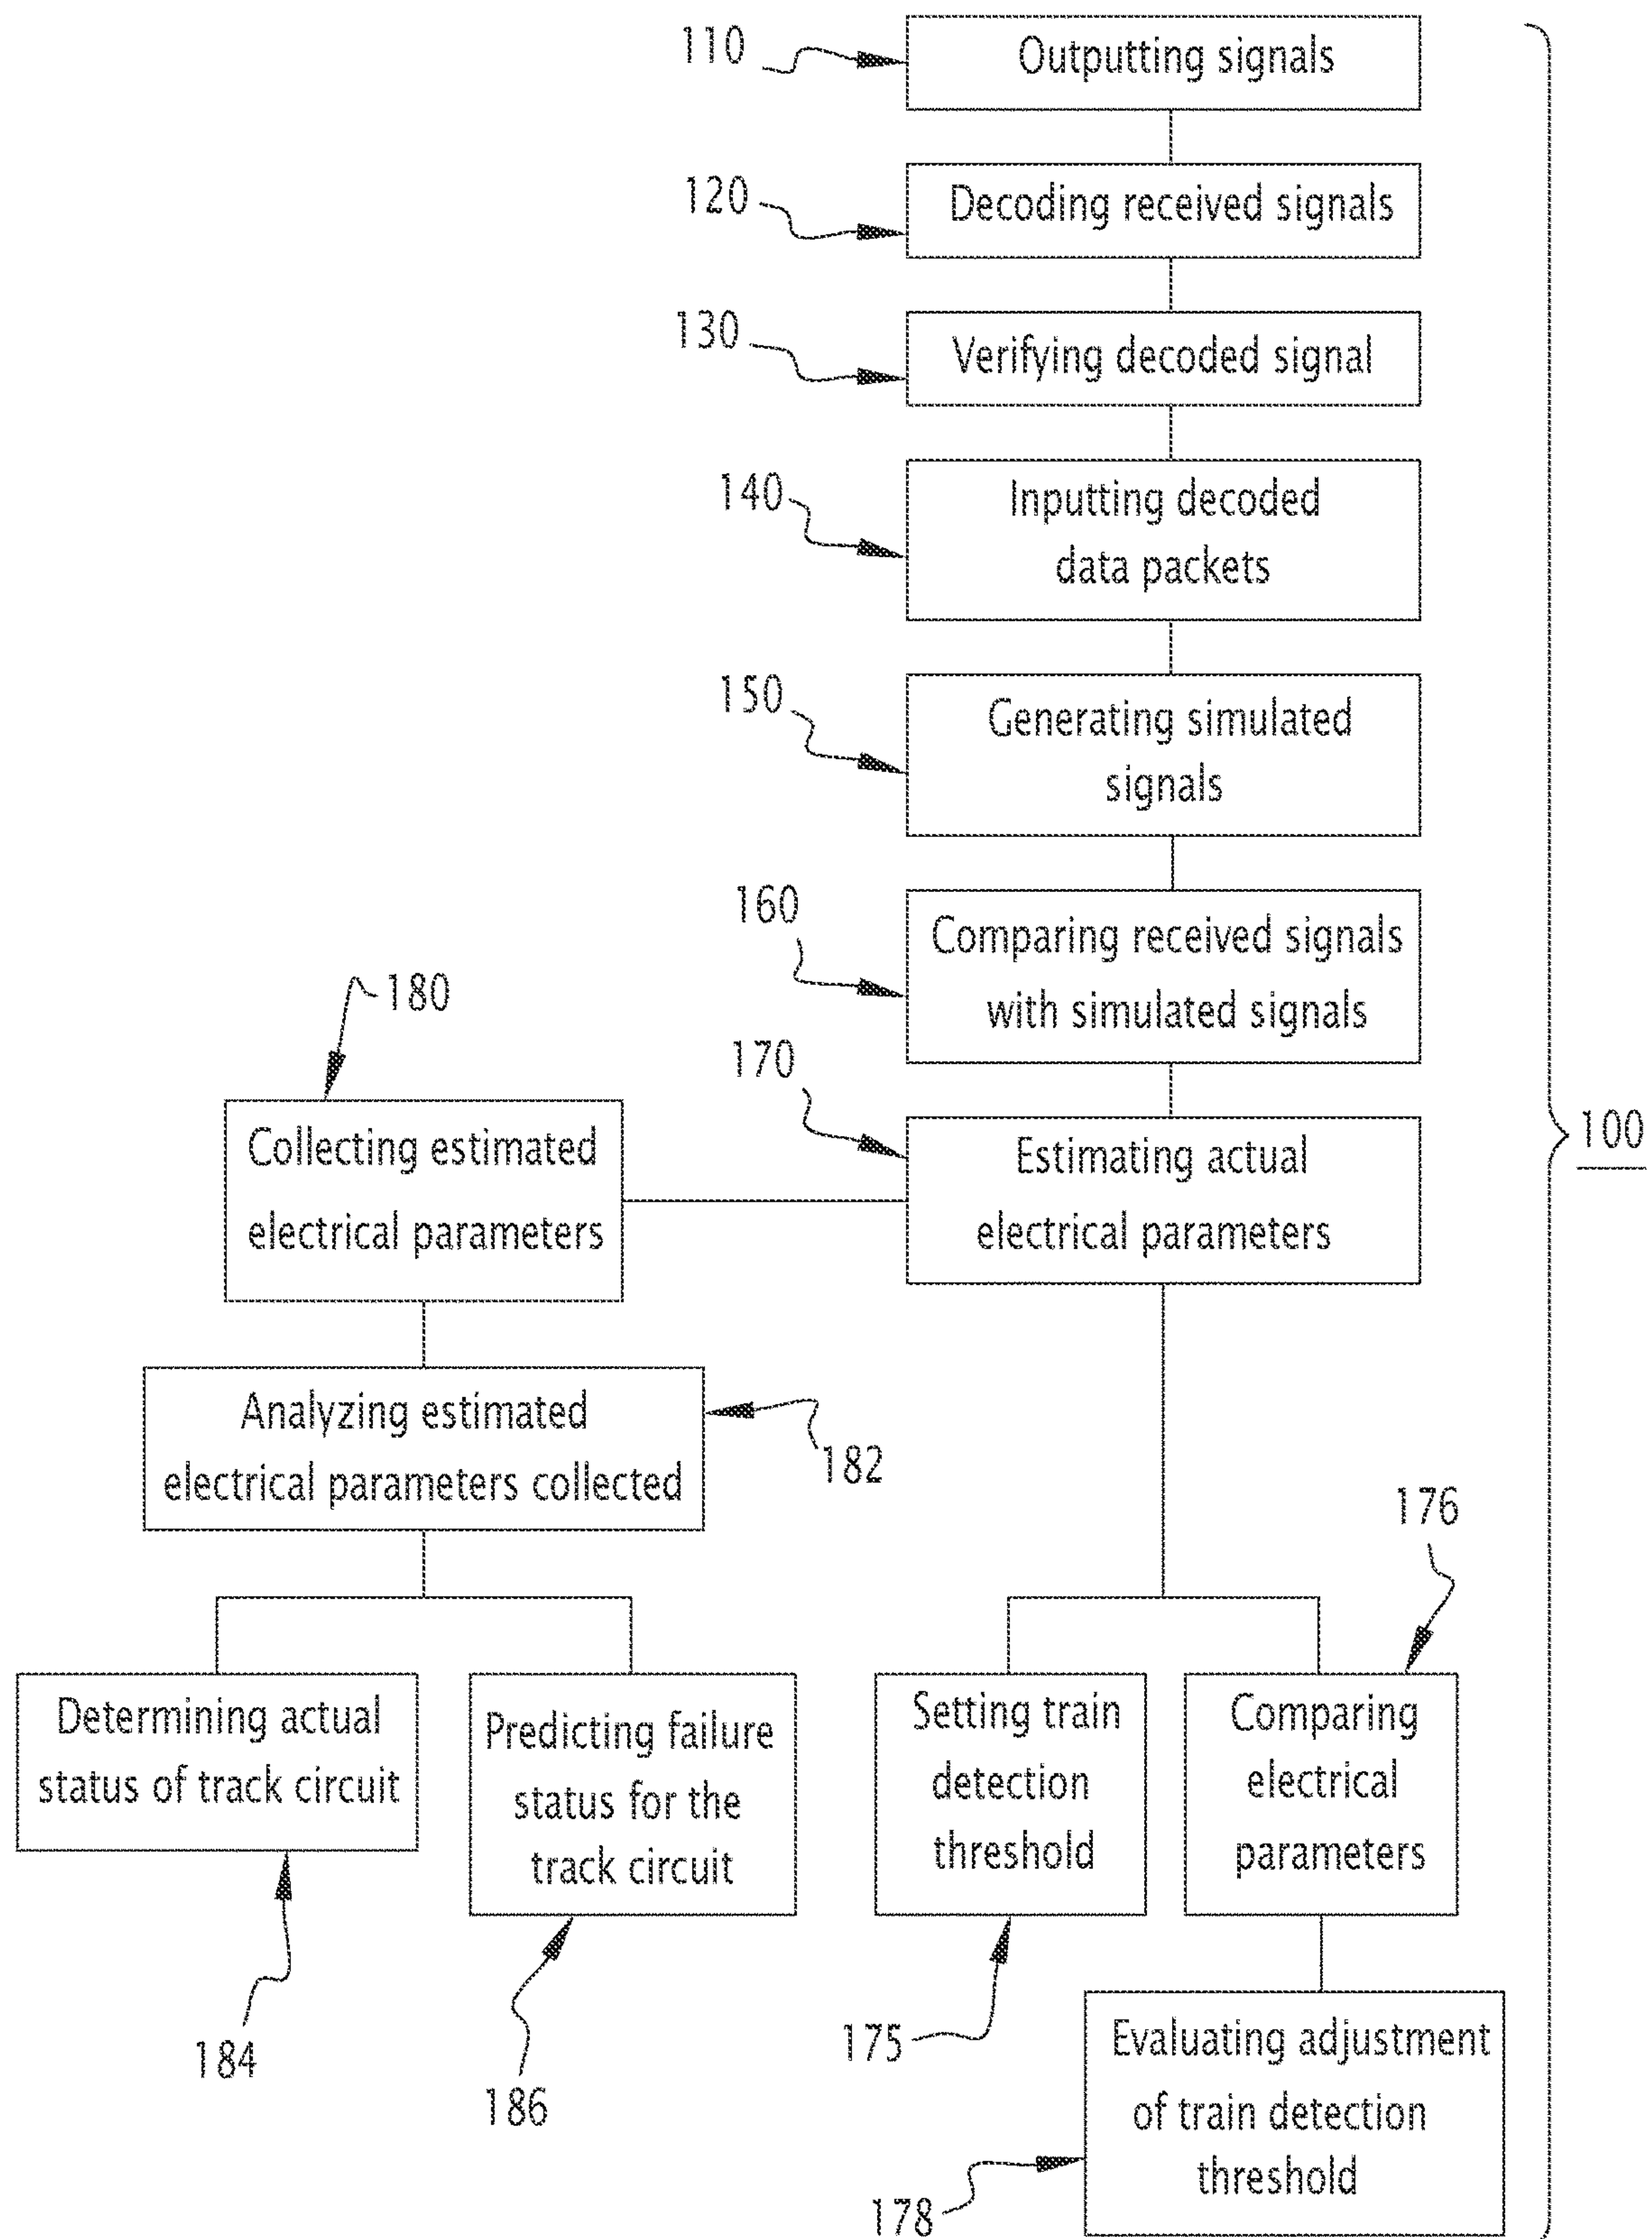 110
Outputting signals
120
Decoding received signals
130
Verifying decoded signal
140
Inputting decoded
data packets
150
Generating simulated
signals
160
Comparing received signals
with simulated signals
170
Estimating actual
electrical parameters
100
180
Collecting estimated
electrical parameters
Analyzing estimated
electrical parameters collected
182
Determining actual
status of track circuit
184
Predicting failure
status for the
track circuit
186
Setting train
detection
threshold
175
176
Comparing
electrical
parameters
Evaluating adjustment
of train detection
threshold
178